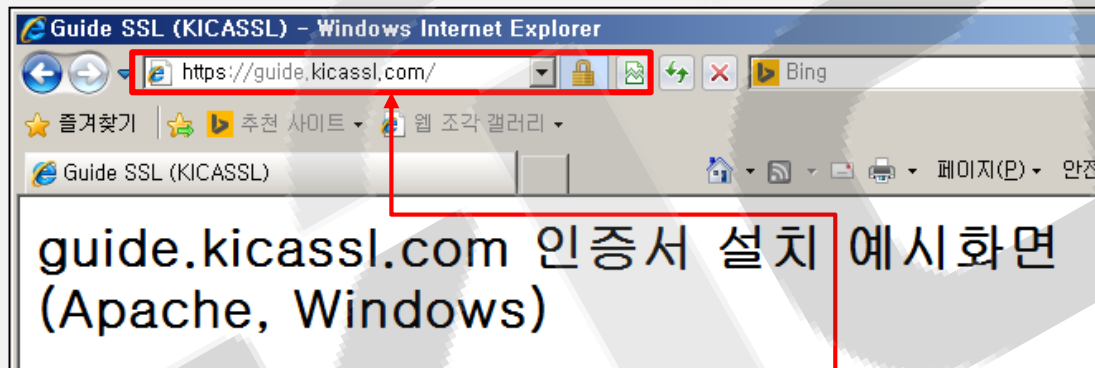 Guide SSL (KICASSL) - Windows Internet Explorer
https://guide.kicassl.com/ Bing
즐겨찾기 추천 사이트 웹 조각 갤러리
Guide SSL (KICASSL) 페이지(P) 안전
guide.kicassl.com 인증서 설치 예시화면
(Apache, Windows)